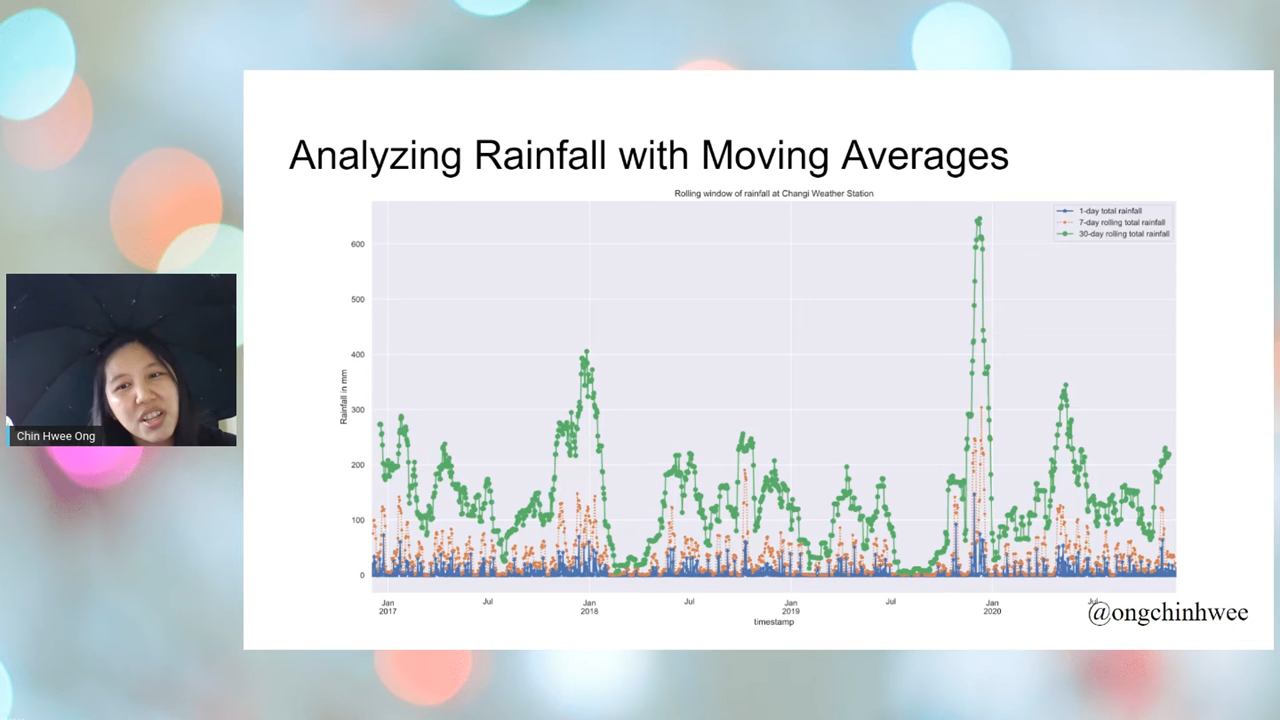 Analyzing Rainfall with Moving Averages
Rolling window of rainfall at Changi Weather Station
1-day total rainfall
7-day rolling total rainfall
30-day rolling total rainfall
Rainfall in mm
600
500
400
300
200
100
0
Jan
2017
Jul
Jan
2018
Jul
Jan
2019
Jul
Jan
2020
Jul
timestamp
@ongchinhwee
Chin Hwee Ong